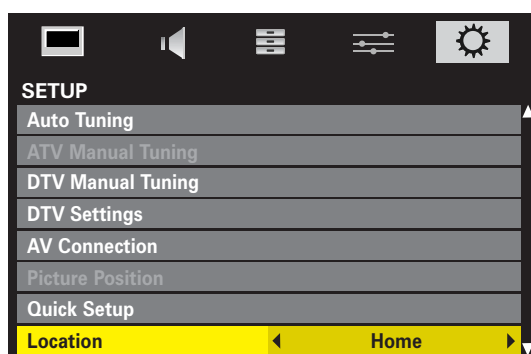 SETUP
Auto Tuning
ATV Manual Tuning
DTV Manual Tuning
DTV Settings
AV Connection
Picture Position
Quick Setup
Location Home